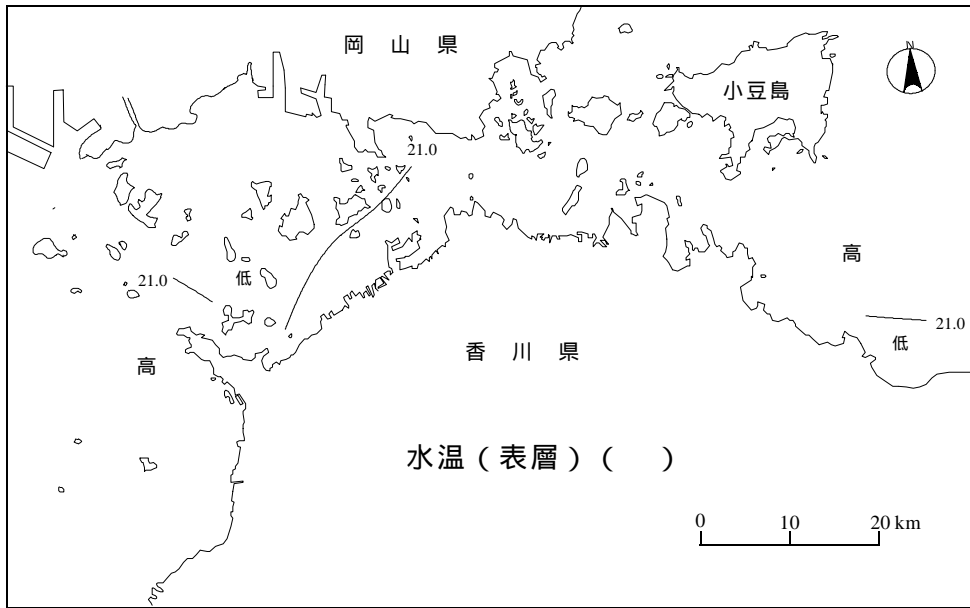 岡 山 県
N
小豆島
21.0
高
低
21.0
21.0
低
香 川 県
高
水温（表層）（　）
0 10 20 km